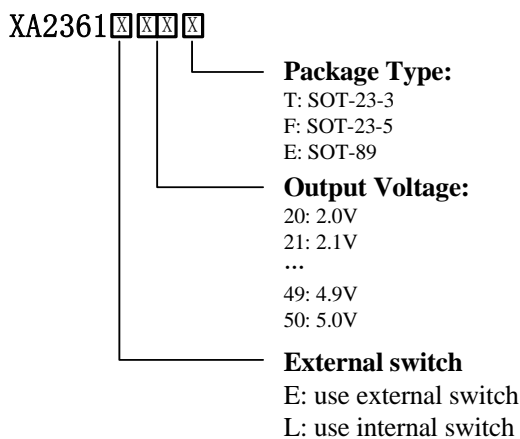 XA2361XXXX
Package Type:
T: SOT-23-3
F: SOT-23-5
E: SOT-89
Output Voltage:
20: 2.0V
21: 2.1V
...
49: 4.9V
50: 5.0V
External switch
E: use external switch
L: use internal switch